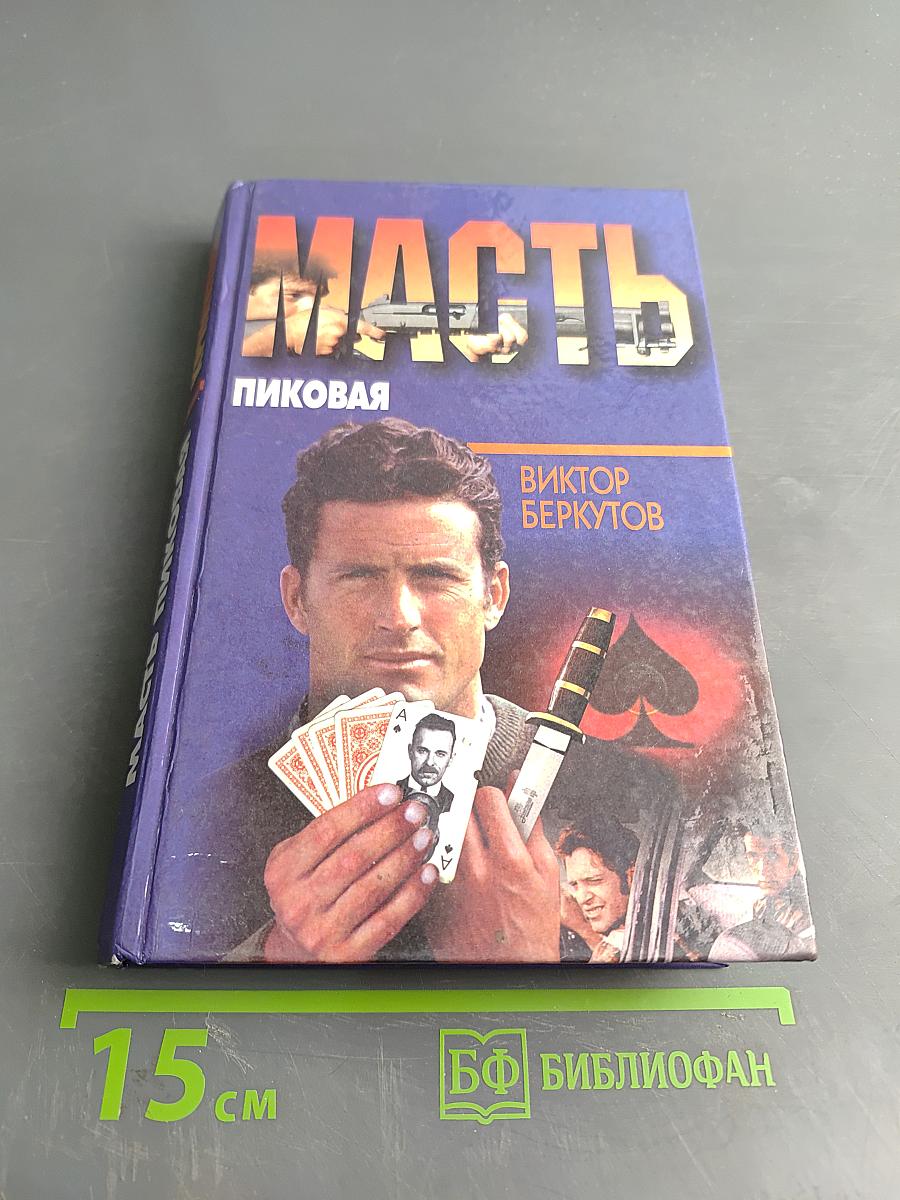 МАСТЬ
ПИКОВАЯ
ВИКТОР
БЕРКУТОВ
A
A
МАСТЬ ПИКОВАЯ
15 см
БФ БИБЛИОФАН